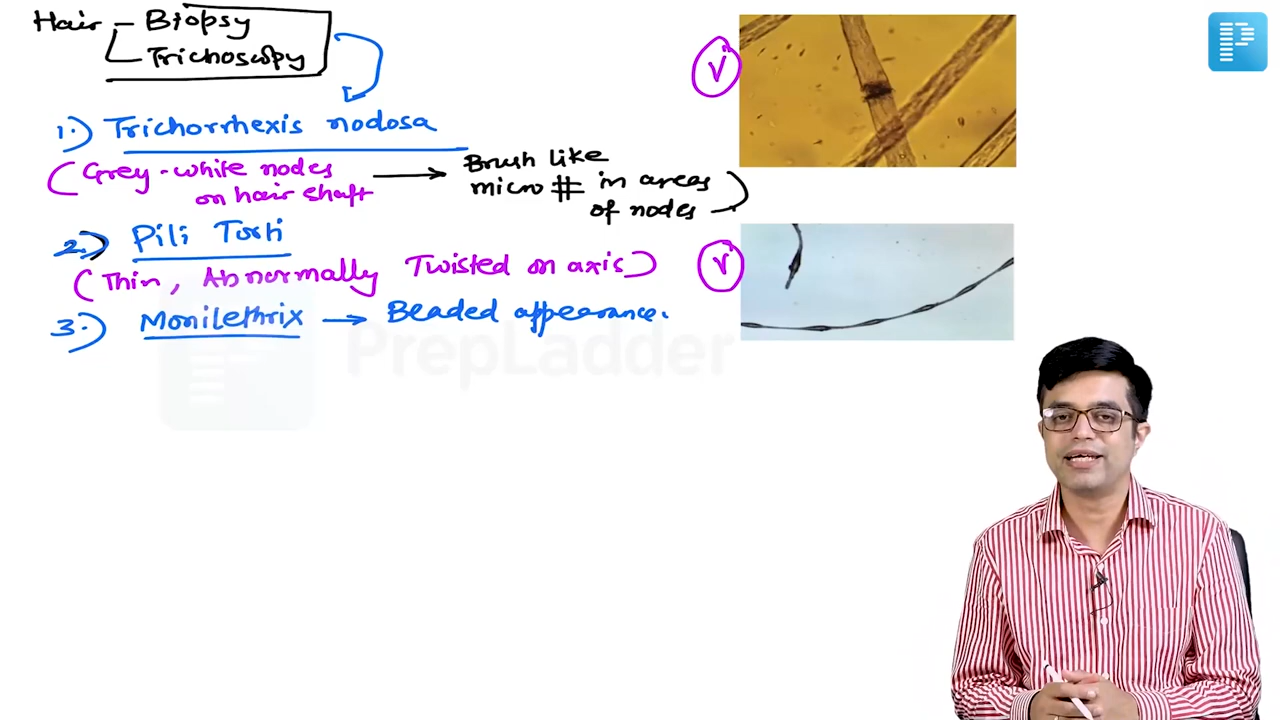 Hair - Biopsy
Trichoscopy
1.) Trichorrhexis nodosa
(Grey-white nodes → Brush like
on hair shaft micro # in areas
of nodes)
2.) Pili Torti
(Thin, Abnormally Twisted on axis)
3.) Monilethrix → Beaded appearance.
PrepLadder